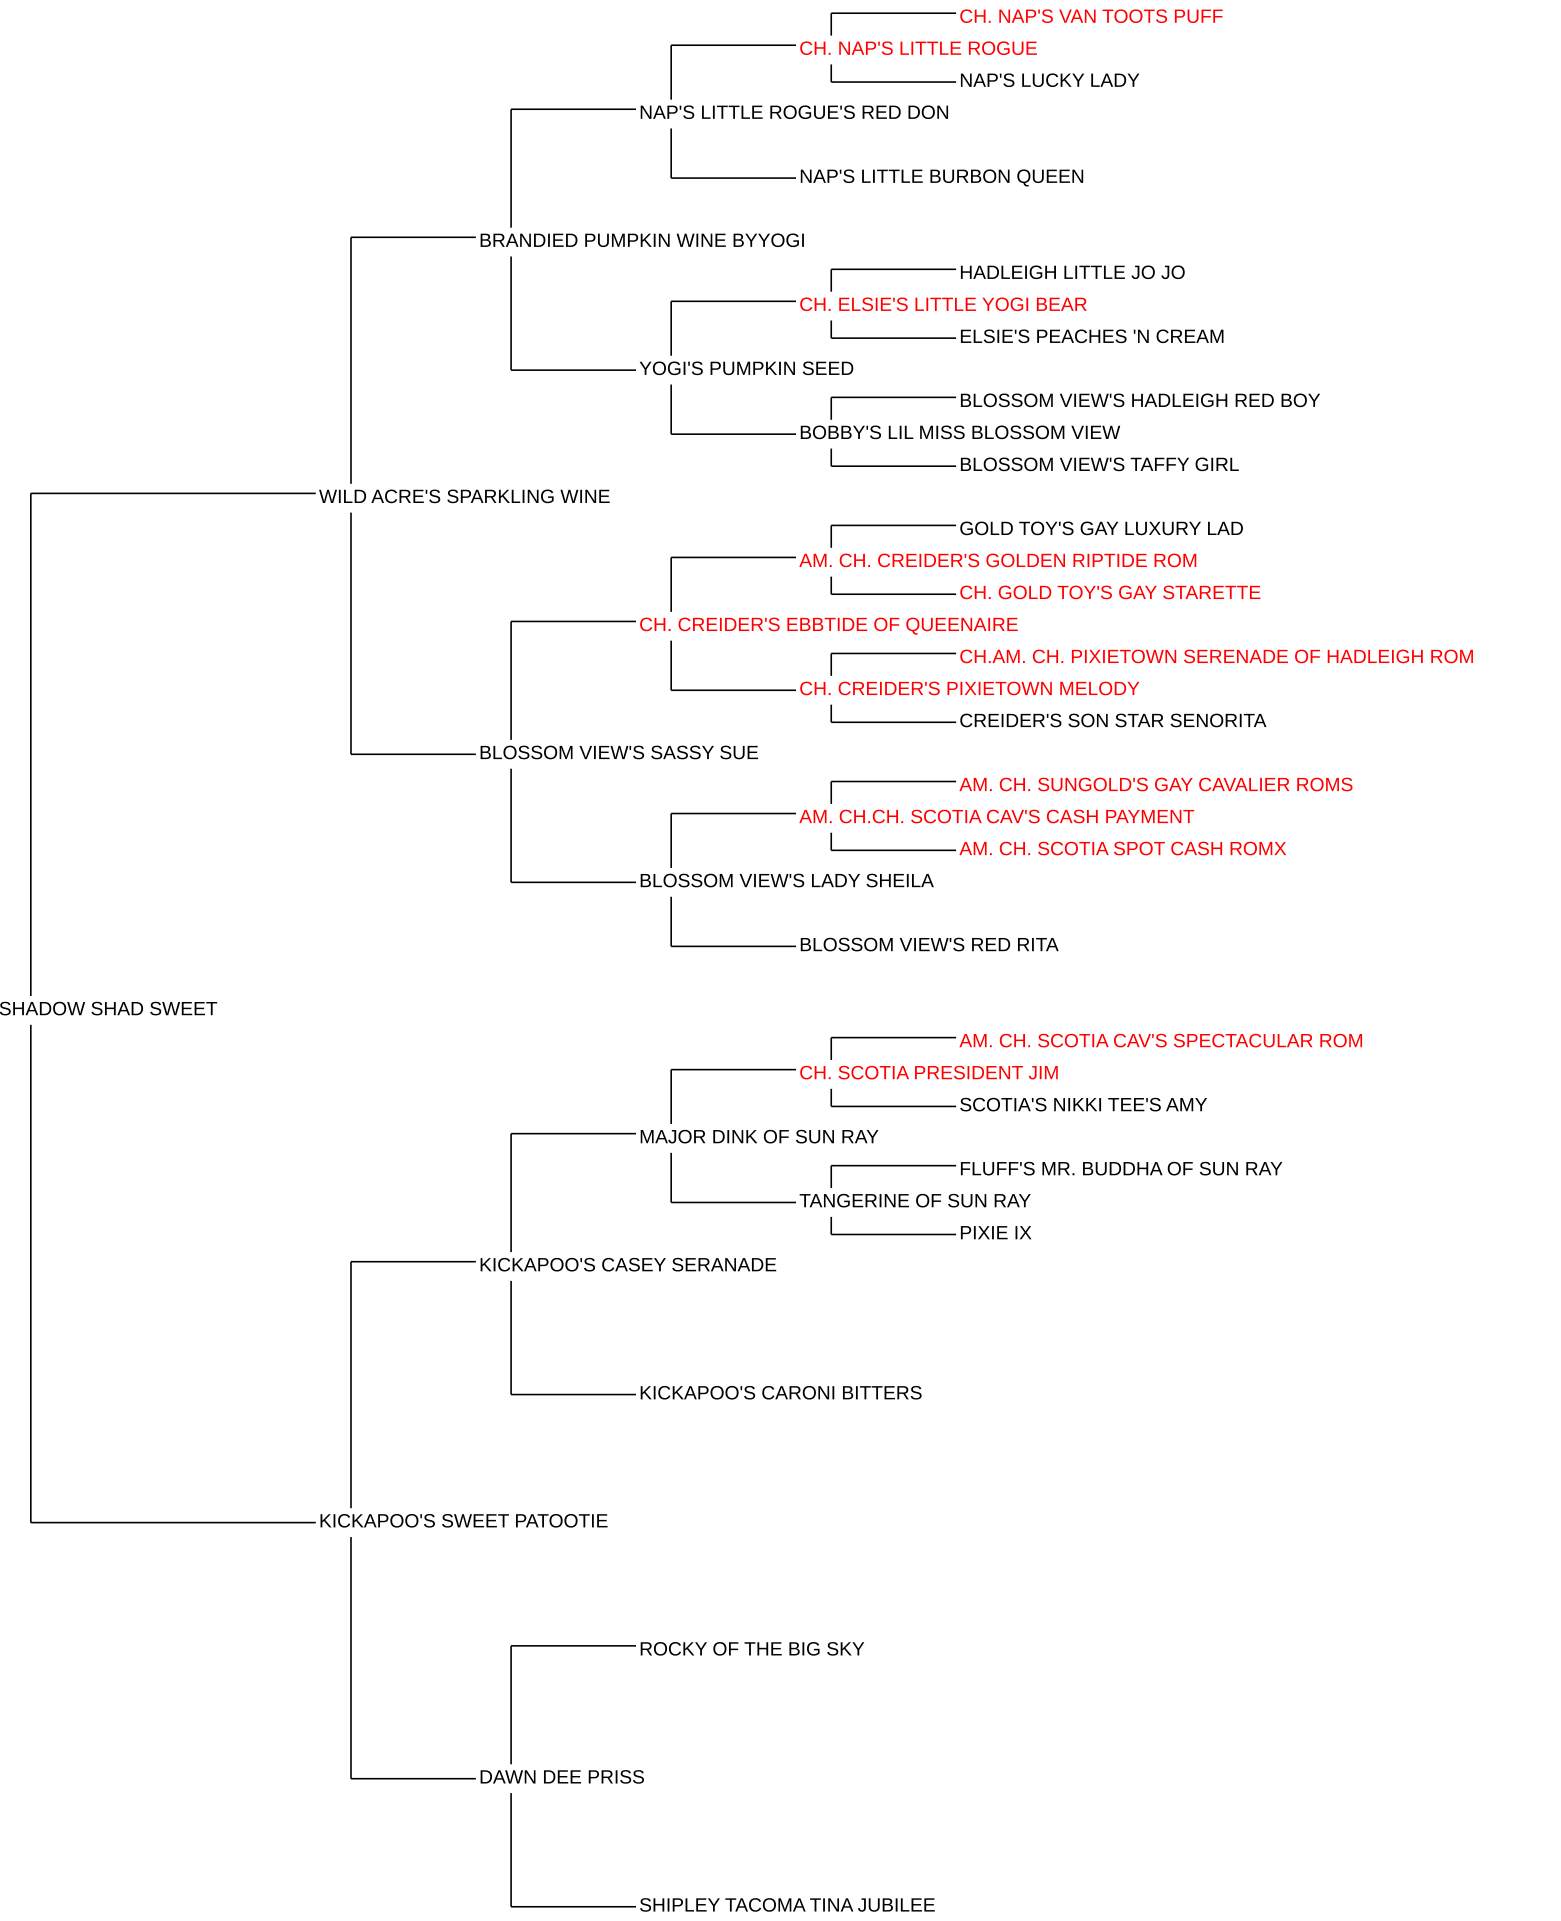 CH. NAP'S VAN TOOTS PUFF
CH. NAP'S LITTLE ROGUE
NAP'S LUCKY LADY
NAP'S LITTLE ROGUE'S RED DON
NAP'S LITTLE BURBON QUEEN
BRANDIED PUMPKIN WINE BYYOGI
HADLEIGH LITTLE JO JO
CH. ELSIE'S LITTLE YOGI BEAR
ELSIE'S PEACHES 'N CREAM
YOGI'S PUMPKIN SEED
BLOSSOM VIEW'S HADLEIGH RED BOY
BOBBY'S LIL MISS BLOSSOM VIEW
BLOSSOM VIEW'S TAFFY GIRL
WILD ACRE'S SPARKLING WINE
GOLD TOY'S GAY LUXURY LAD
AM. CH. CREIDER'S GOLDEN RIPTIDE ROM
CH. GOLD TOY'S GAY STARETTE
CH. CREIDER'S EBBTIDE OF QUEENAIRE
CH.AM. CH. PIXIETOWN SERENADE OF HADLEIGH ROM
CH. CREIDER'S PIXIETOWN MELODY
CREIDER'S SON STAR SENORITA
BLOSSOM VIEW'S SASSY SUE
AM. CH. SUNGOLD'S GAY CAVALIER ROMS
AM. CH.CH. SCOTIA CAV'S CASH PAYMENT
AM. CH. SCOTIA SPOT CASH ROMX
BLOSSOM VIEW'S LADY SHEILA
BLOSSOM VIEW'S RED RITA
SHADOW SHAD SWEET
AM. CH. SCOTIA CAV'S SPECTACULAR ROM
CH. SCOTIA PRESIDENT JIM
SCOTIA'S NIKKI TEE'S AMY
MAJOR DINK OF SUN RAY
FLUFF'S MR. BUDDHA OF SUN RAY
TANGERINE OF SUN RAY
PIXIE IX
KICKAPOO'S CASEY SERANADE
KICKAPOO'S CARONI BITTERS
KICKAPOO'S SWEET PATOOTIE
ROCKY OF THE BIG SKY
DAWN DEE PRISS
SHIPLEY TACOMA TINA JUBILEE